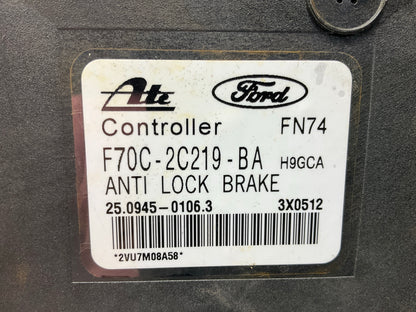 Ate Ford
Controller FN74
F70C-2C219-BA H9GCA
ANTI LOCK BRAKE
25.0945-0106.3 3X0512
*2VU7M08A58*